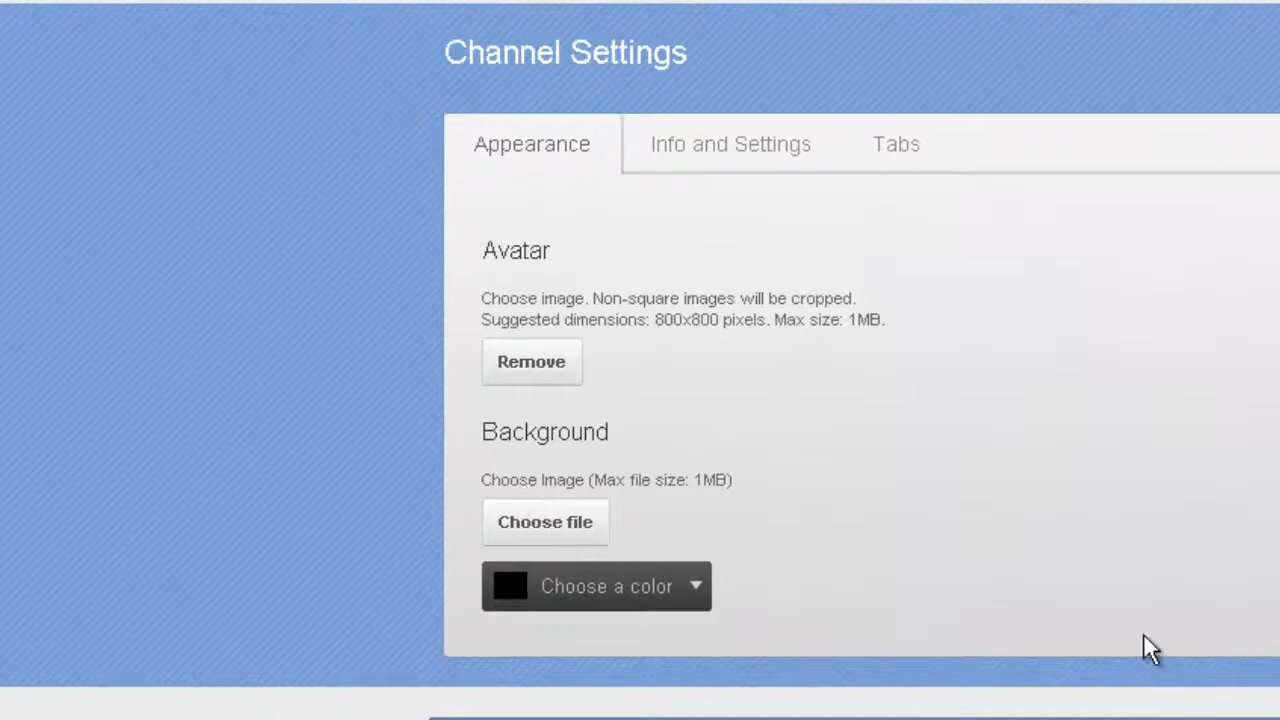 Channel Settings
Appearance
Info and Settings
Tabs
Avatar
Choose image. Non-square images will be cropped.
Suggested dimensions: 800x800 pixels. Max size: 1MB.
Remove
Background
Choose Image (Max file size: 1MB)
Choose file
Choose a color